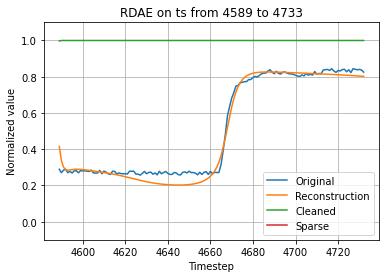 RDAE on ts from 4589 to 4733
Normalized value
1.0
0.8
0.6
0.4
0.2
0.0
4600 4620 4640 4660 4680 4700 4720
Timestep
Original
Reconstruction
Cleaned
Sparse